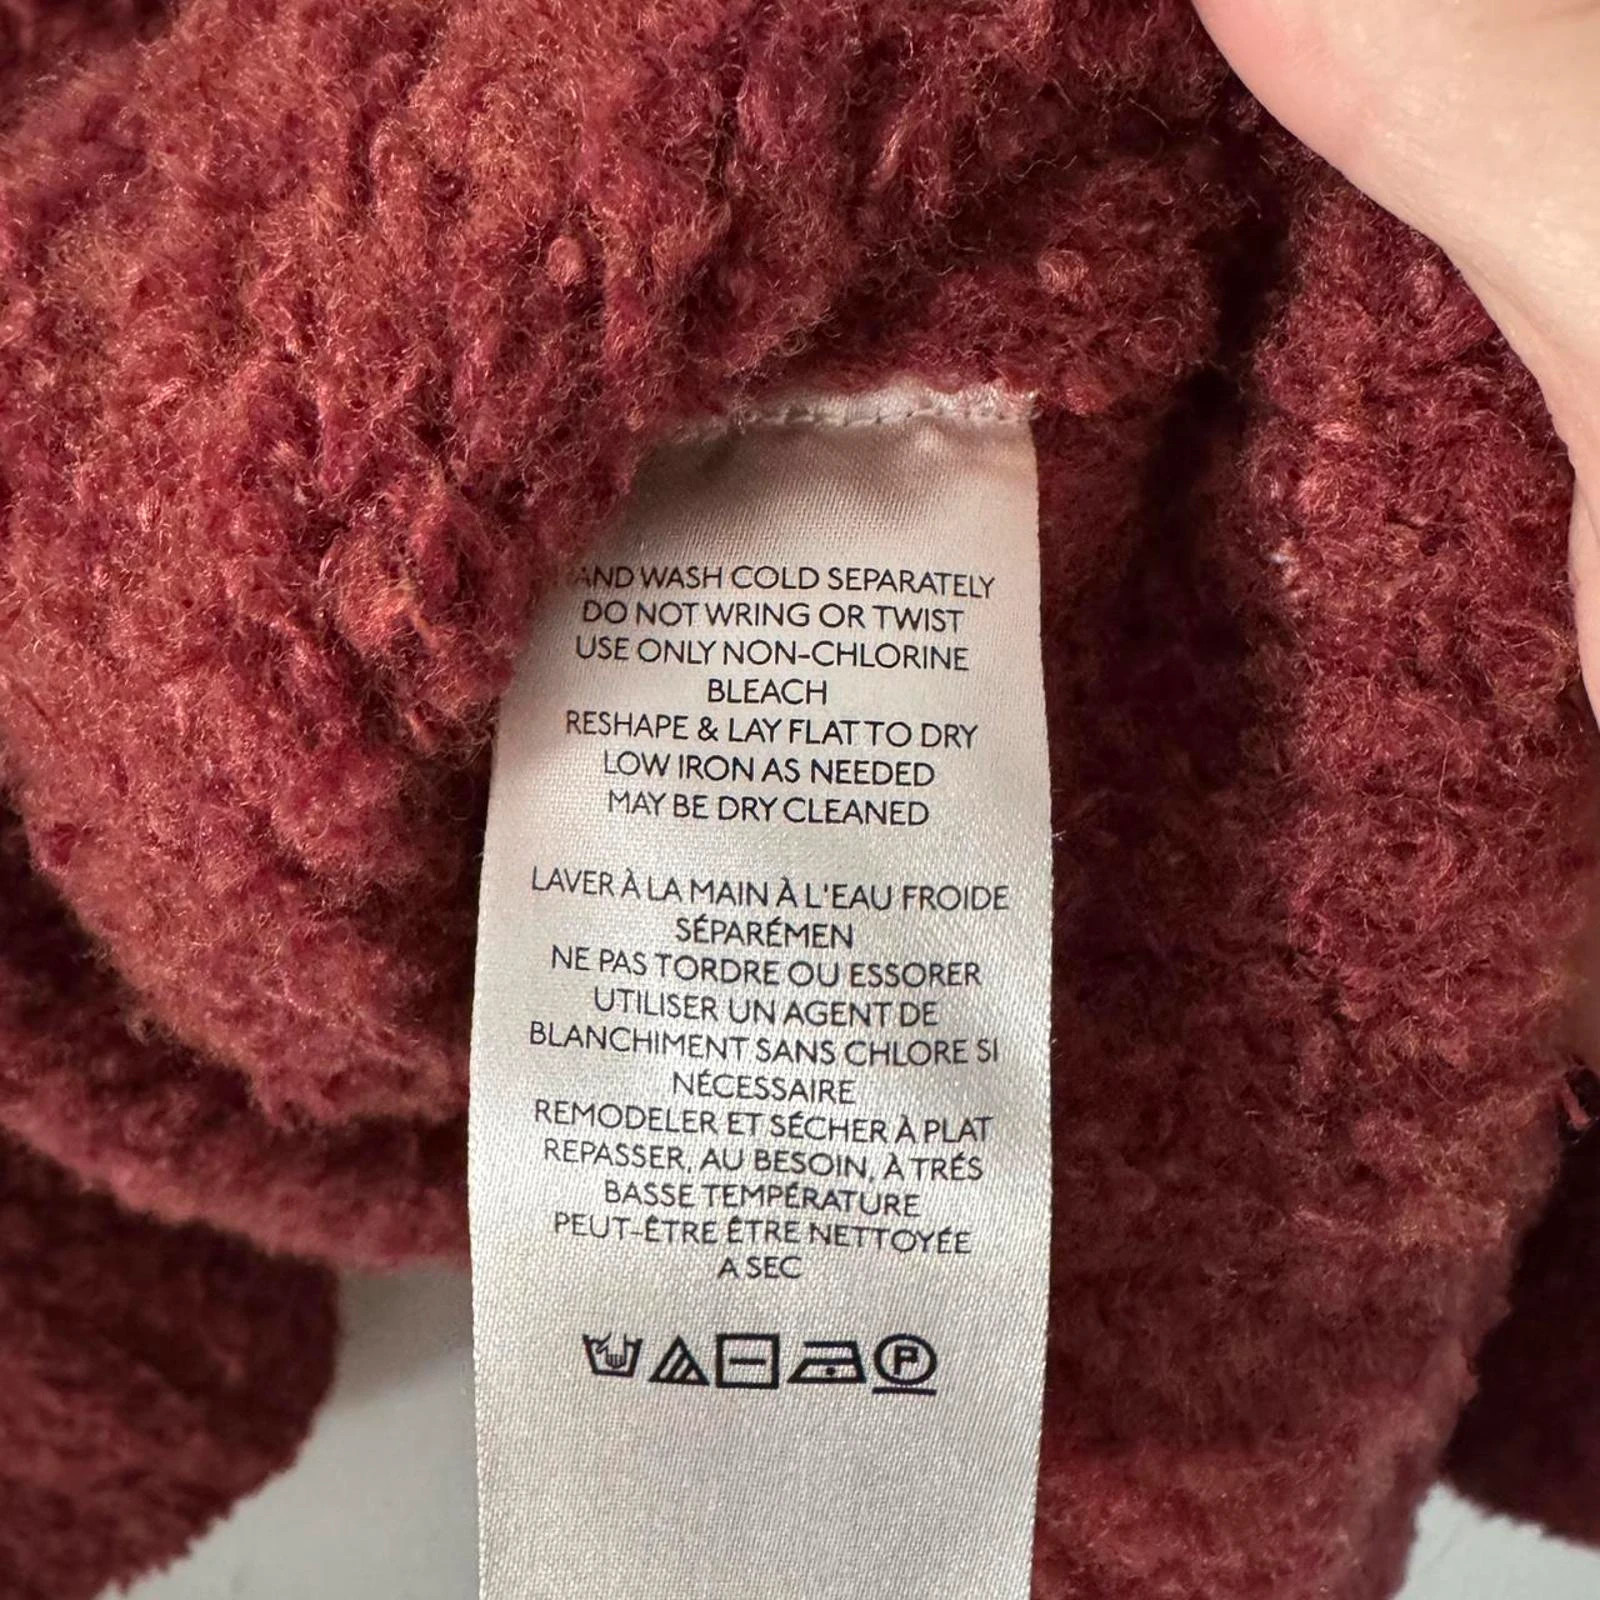 AND WASH COLD SEPARATELY
DO NOT WRING OR TWIST
USE ONLY NON-CHLORINE
BLEACH
RESHAPE & LAY FLAT TO DRY
LOW IRON AS NEEDED
MAY BE DRY CLEANED
LAVER À LA MAIN À L'EAU FROIDE
SÉPARÉMEN
NE PAS TORDRE OU ESSORER
UTILISER UN AGENT DE
BLANCHIMENT SANS CHLORE SI
NÉCESSAIRE
REMODELER ET SÉCHER À PLAT
REPASSER, AU BESOIN, À TRÉS
BASSE TEMPÉRATURE
PEUT-ÊTRE ÊTRE NETTOYÉE
A SEC
P